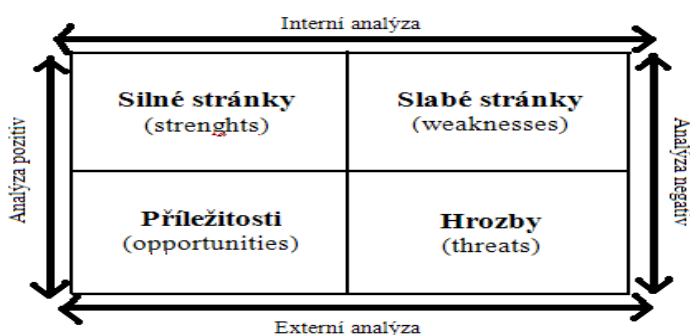 Interní analýza
Analýza pozitiv
Silné stránky
(strenghts)
Slabé stránky
(weaknesses)
Analýza negativ
Příležitosti
(opportunities)
Hrozby
(threats)
Externí analýza